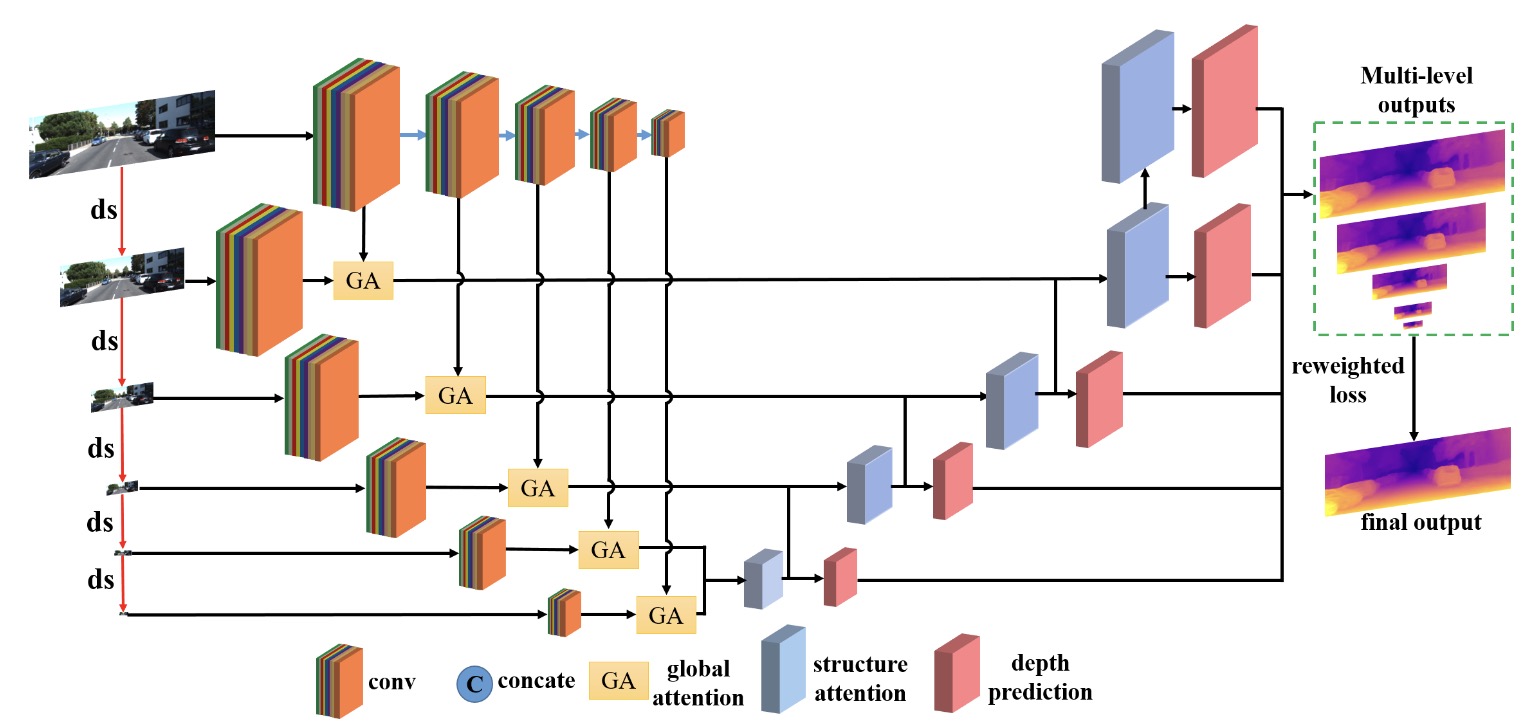 Multi-level
outputs
ds
ds
GA
ds
GA
reweighted
loss
ds
GA
ds
GA
GA
final output
conv
C
concate
GA
global
attention
structure
attention
depth
prediction